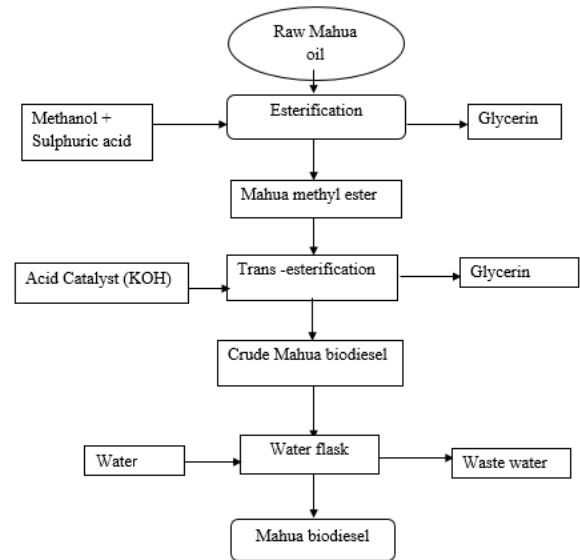 Raw Mahua
oil
Methanol +
Sulphuric acid
Esterification
Glycerin
Mahua methyl ester
Acid Catalyst (KOH)
Trans -esterification
Glycerin
Crude Mahua biodiesel
Water
Water flask
Waste water
Mahua biodiesel